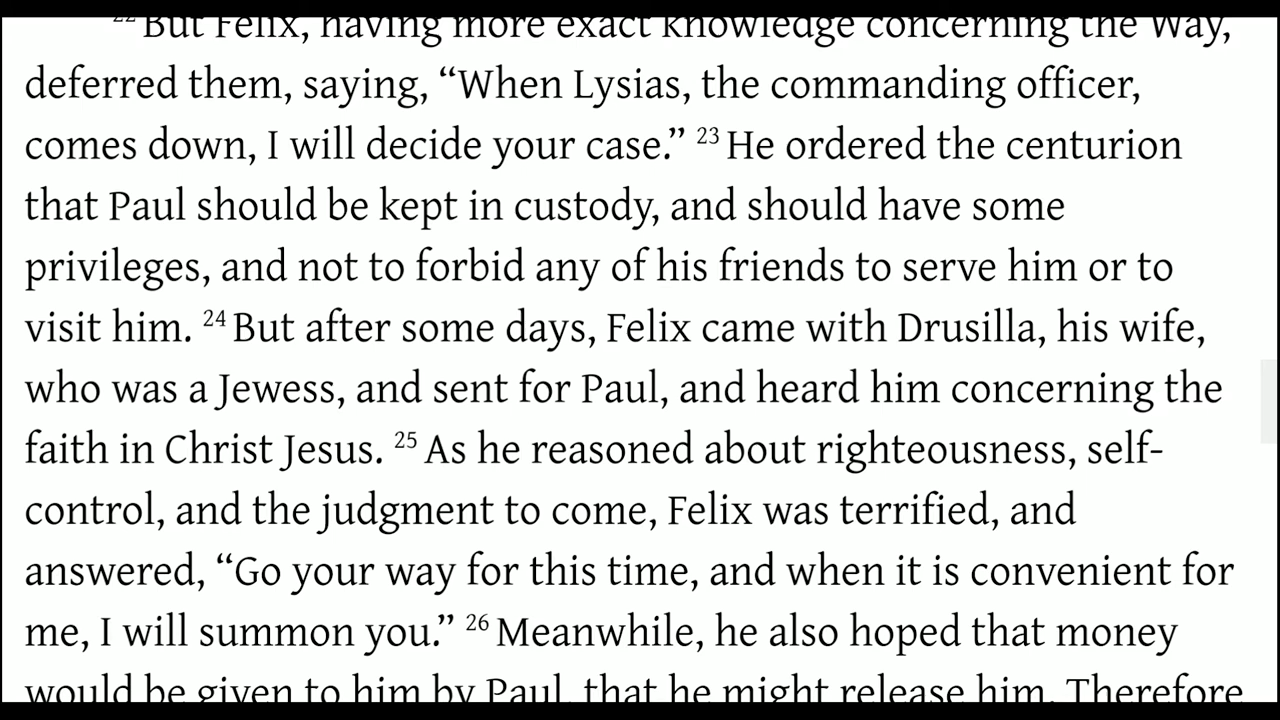 ²² But Felix, having more exact knowledge concerning the Way,
deferred them, saying, “When Lysias, the commanding officer,
comes down, I will decide your case.” ²³ He ordered the centurion
that Paul should be kept in custody, and should have some
privileges, and not to forbid any of his friends to serve him or to
visit him. ²⁴ But after some days, Felix came with Drusilla, his wife,
who was a Jewess, and sent for Paul, and heard him concerning the
faith in Christ Jesus. ²⁵ As he reasoned about righteousness, self-
control, and the judgment to come, Felix was terrified, and
answered, “Go your way for this time, and when it is convenient for
me, I will summon you.” ²⁶ Meanwhile, he also hoped that money
would be given to him by Paul, that he might release him. Therefore